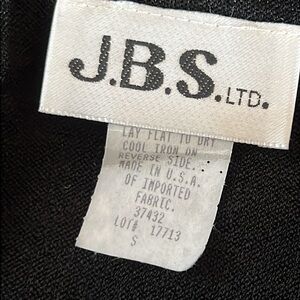 J.B.S. LTD.
LAY FLAT TO DRY
COOL IRON ON
REVERSE SIDE...
MADE IN U.S.A.
OF IMPORTED
FABRIC.
37432
LOT# 17713
S